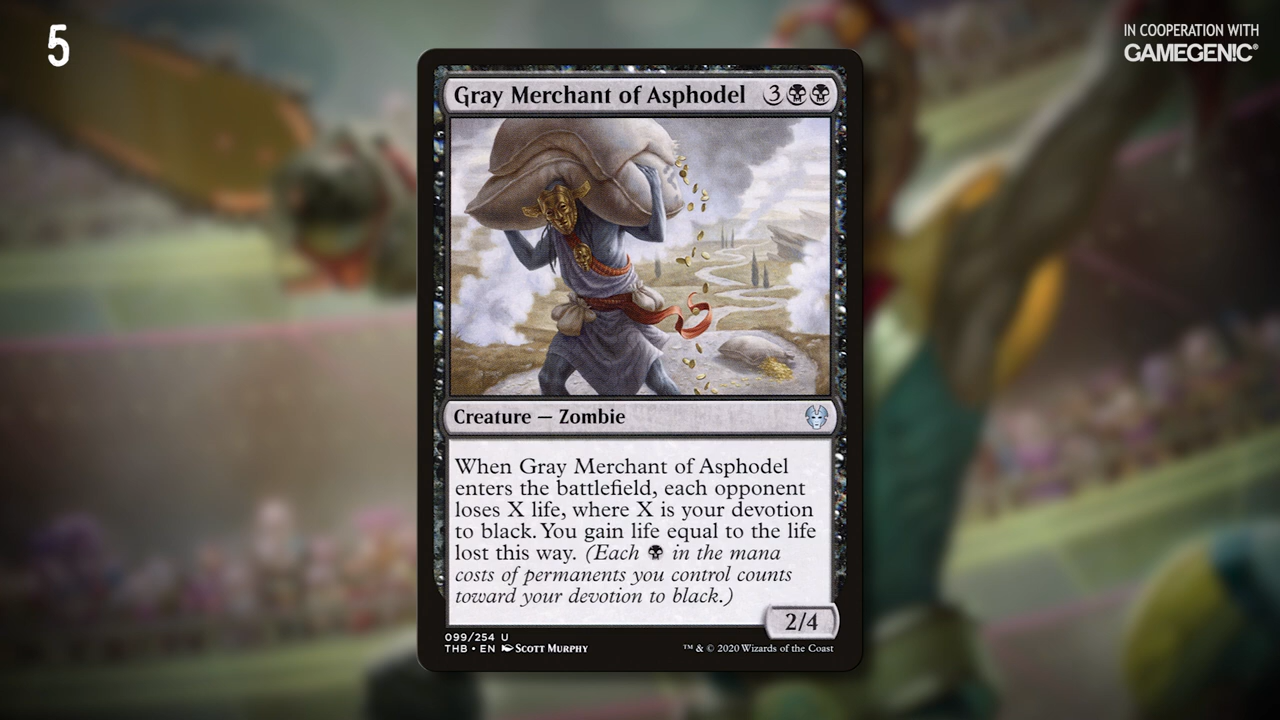 5
IN COOPERATION WITH
GAMEGEN!C®
Gray Merchant of Asphodel 3
Creature — Zombie
When Gray Merchant of Asphodel
enters the battlefield, each opponent
loses X life, where X is your devotion
to black. You gain life equal to the life
lost this way. (Each in the mana
costs of permanents you control counts
toward your devotion to black.)
2/4
099/254 U
THB • EN Scott Murphy
™ & © 2020 Wizards of the Coast